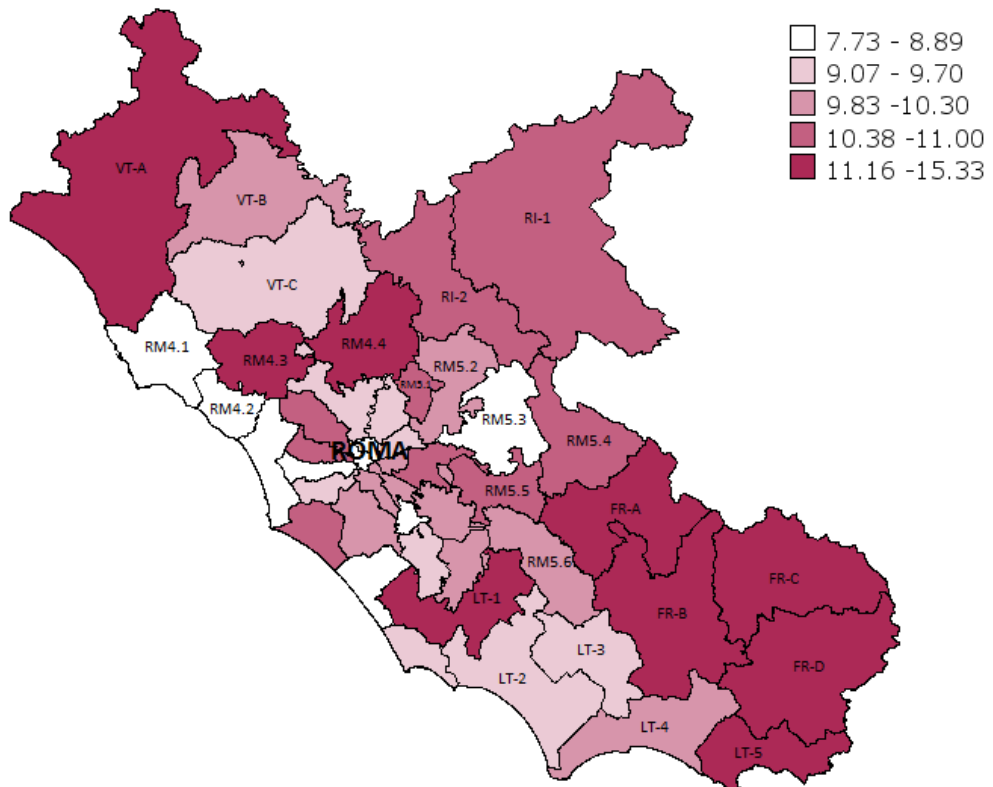 7.73 - 8.89
9.07 - 9.70
9.83 -10.30
10.38 -11.00
11.16 -15.33
VT-A
VT-B
RI-1
VT-C
RI-2
RM4.1
RM4.3
RM4.4
RM5.2
RM5.1
RM4.2
RM5.3
RM5.4
ROMA
RM5.5
FR-A
RM5.6
FR-C
LT-1
FR-B
LT-3
FR-D
LT-2
LT-4
LT-5